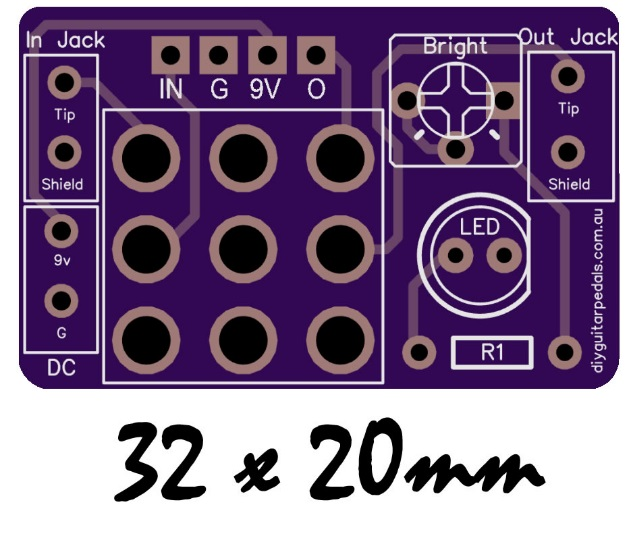 In Jack
Bright
Out Jack
IN G 9V O
Tip
Tip
Shield
Shield
LED
9v
G
DC
R1
diyguitarpedals.com.au
32 x 20mm